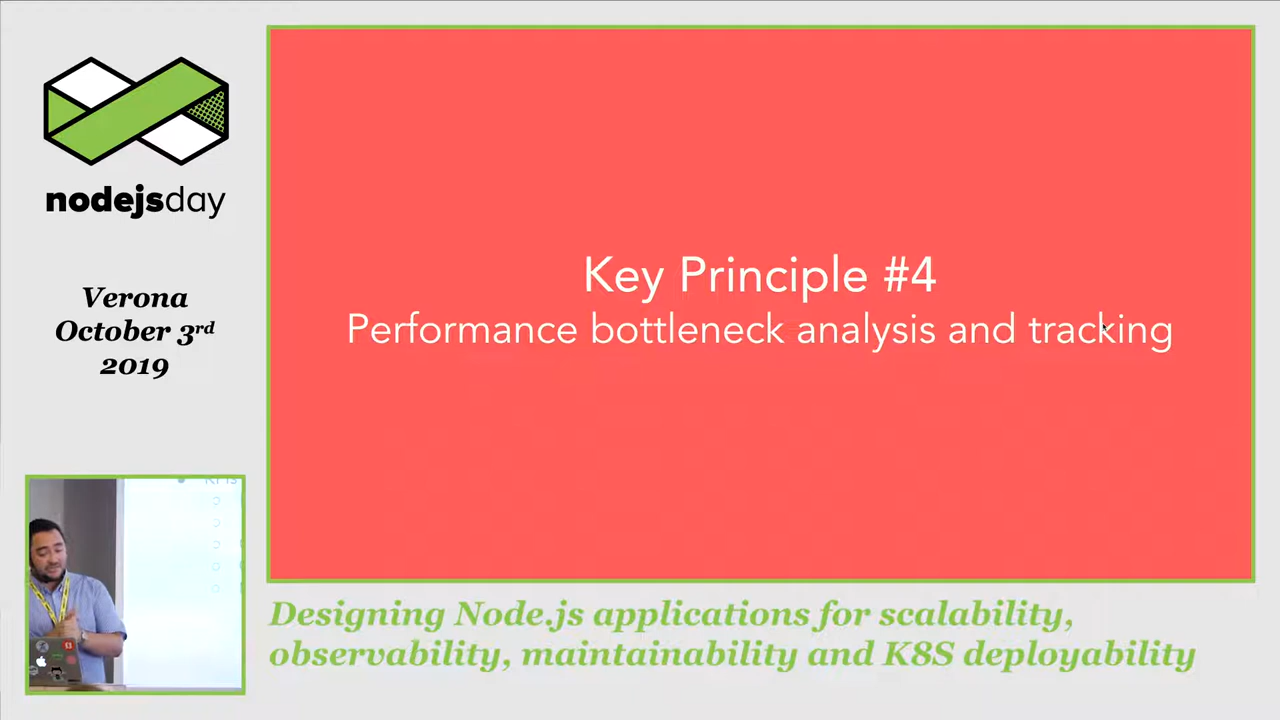 nodejsday
Verona
October 3rd
2019
Key Principle #4
Performance bottleneck analysis and tracking
Designing Node.js applications for scalability,
observability, maintainability and K8S deployability